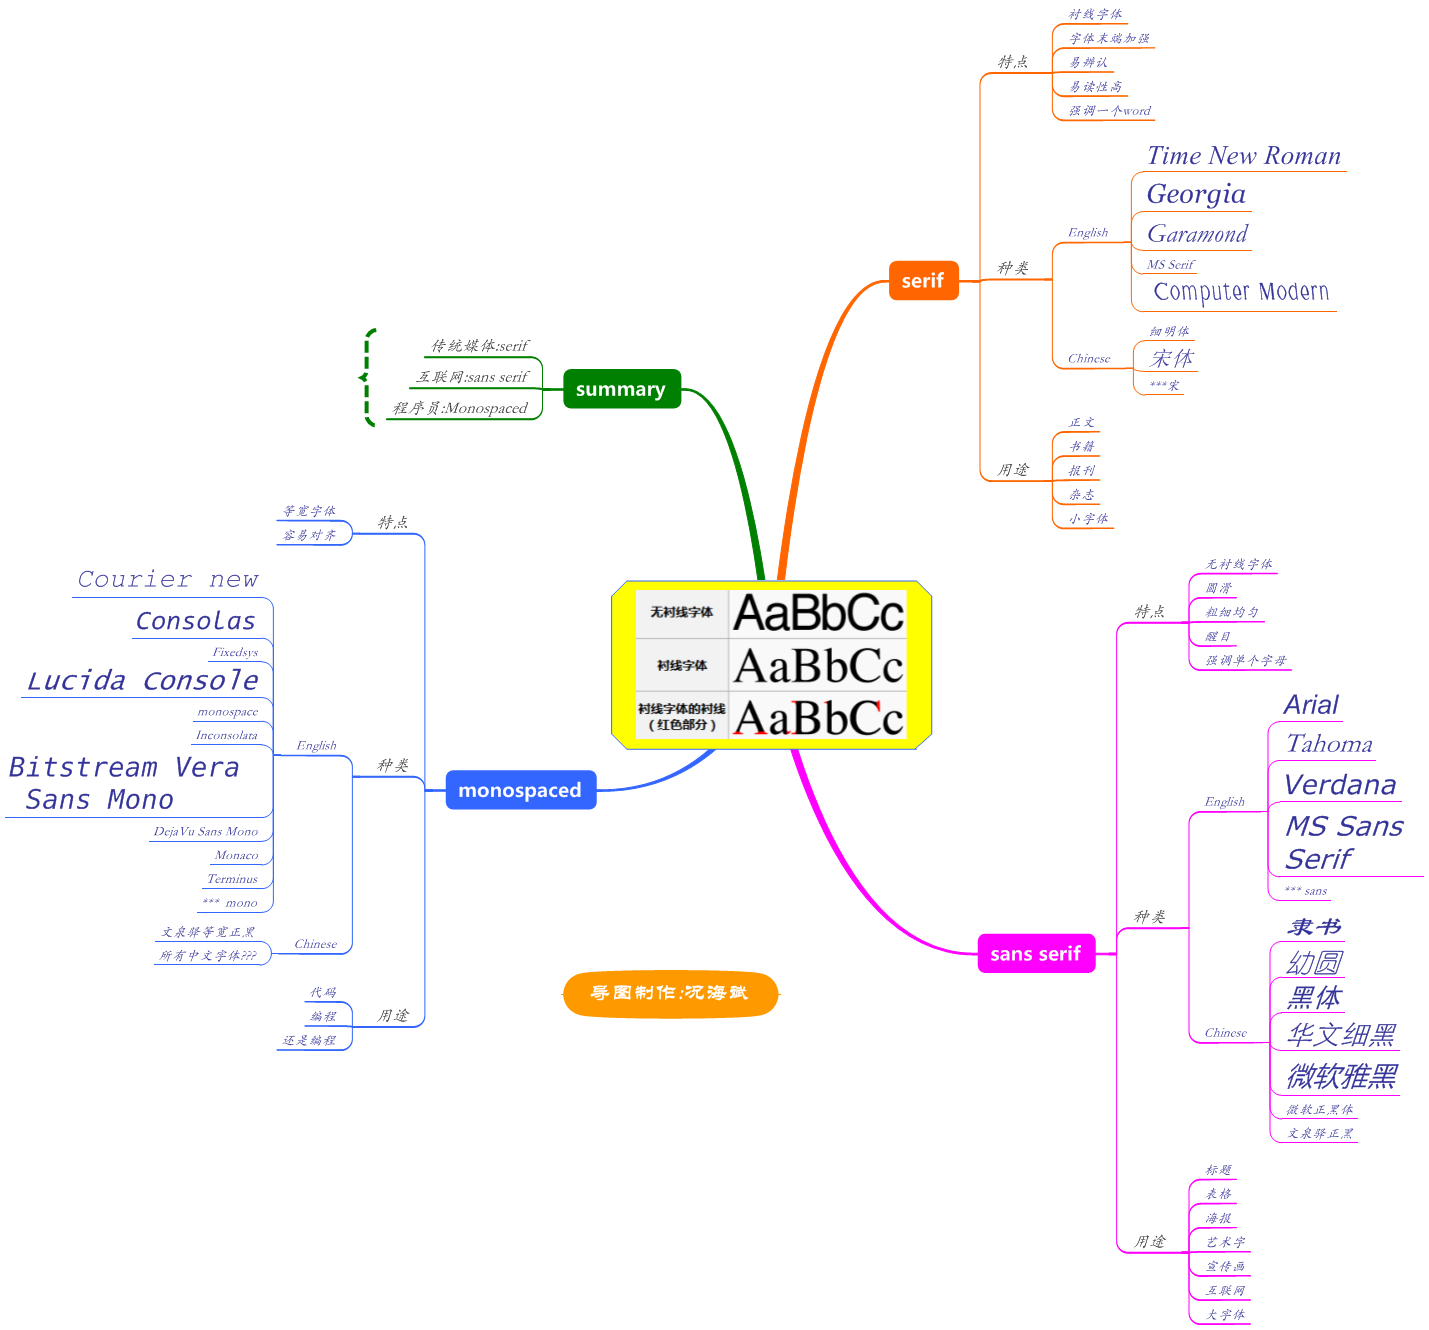 无衬线字体
AaBbCc
衬线字体
AaBbCc
衬线字体的衬线
（红色部分）
AaBbCc
serif
特点
衬线字体
字体末端加强
易辨认
易读性高
强调一个word
种类
English
Time New Roman
Georgia
Garamond
MS Serif
Computer Modern
Chinese
细明体
宋体
***宋
用途
正文
书籍
报刊
杂志
小字体
sans serif
特点
无衬线字体
圆滑
粗细均匀
醒目
强调单个字母
种类
English
Arial
Tahoma
Verdana
MS Sans
Serif
*** sans
Chinese
隶书
幼圆
黑体
华文细黑
微软雅黑
微软正黑体
文泉驿正黑
用途
标题
表格
海报
艺术字
宣传画
互联网
大字体
monospaced
特点
等宽字体
容易对齐
种类
English
Courier new
Consolas
Fixedsys
Lucida Console
monospace
Inconsolata
Bitstream Vera
Sans Mono
DejaVu Sans Mono
Monaco
Terminus
*** mono
Chinese
文泉驿等宽正黑
所有中文字体???
用途
代码
编程
还是编程
summary
传统媒体:serif
互联网:sans serif
程序员:Monospaced
导图制作:沉海斌